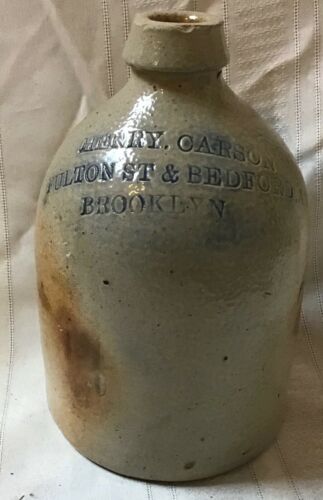 HENRY. CARSON
FULTON ST & BEDFORD
BROOKLYN